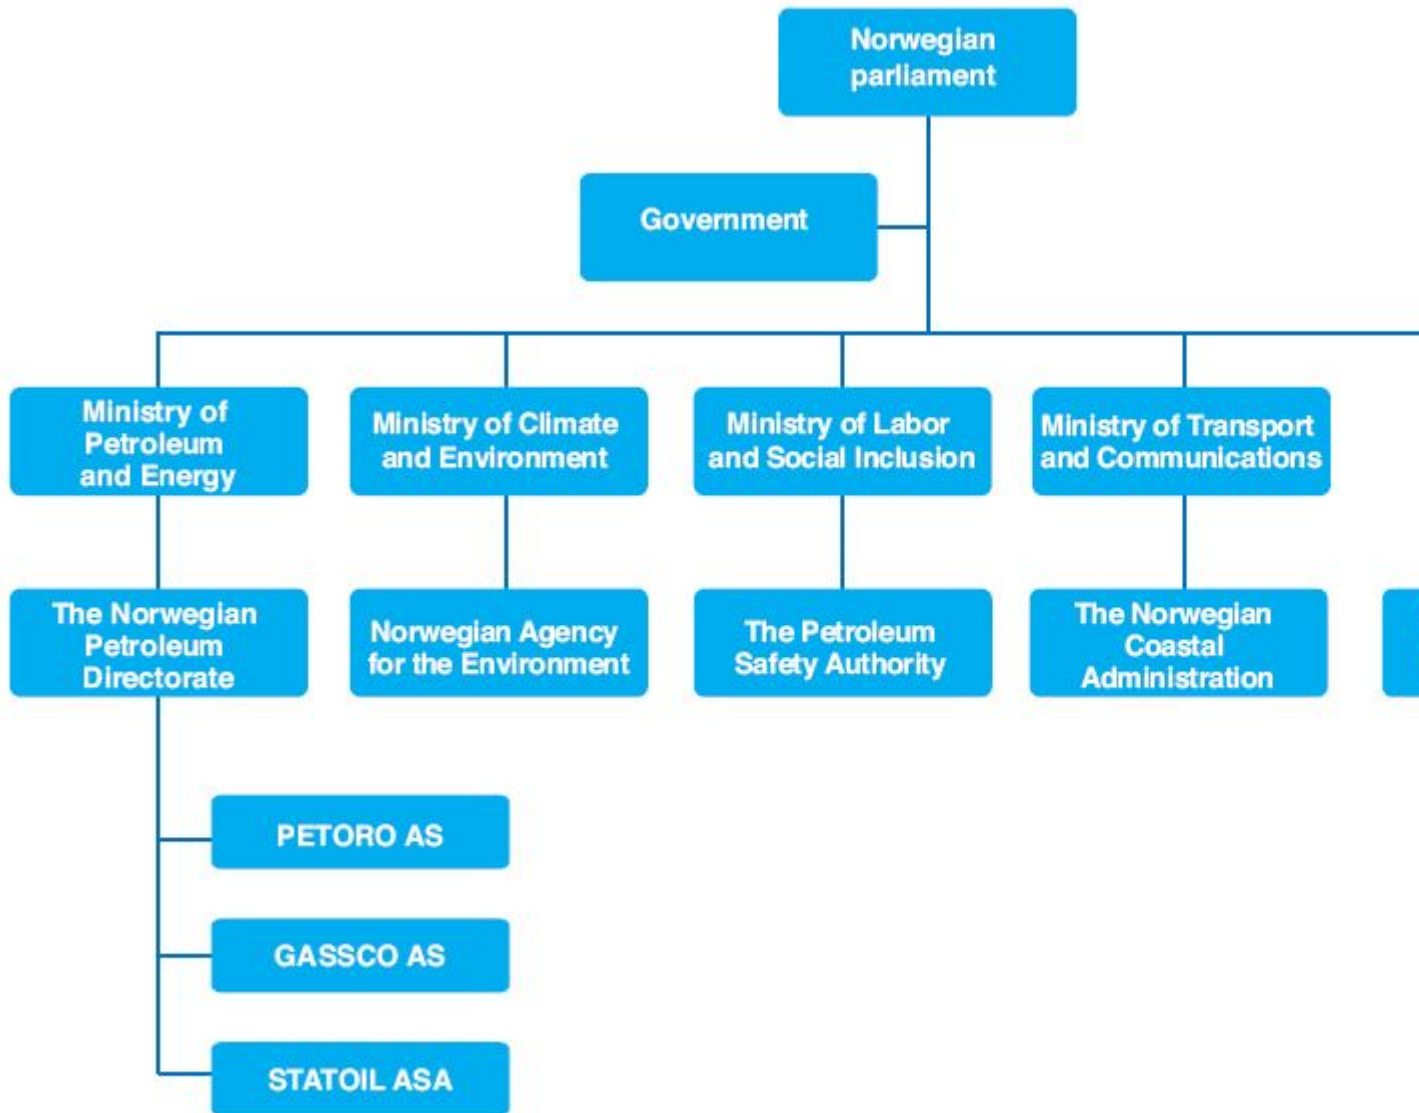 Norwegian
parliament
Government
Ministry of
Petroleum
and Energy
Ministry of Climate
and Environment
Ministry of Labor
and Social Inclusion
Ministry of Transport
and Communications
The Norwegian
Petroleum
Directorate
Norwegian Agency
for the Environment
The Petroleum
Safety Authority
The Norwegian
Coastal
Administration
PETORO AS
GASSCO AS
STATOIL ASA